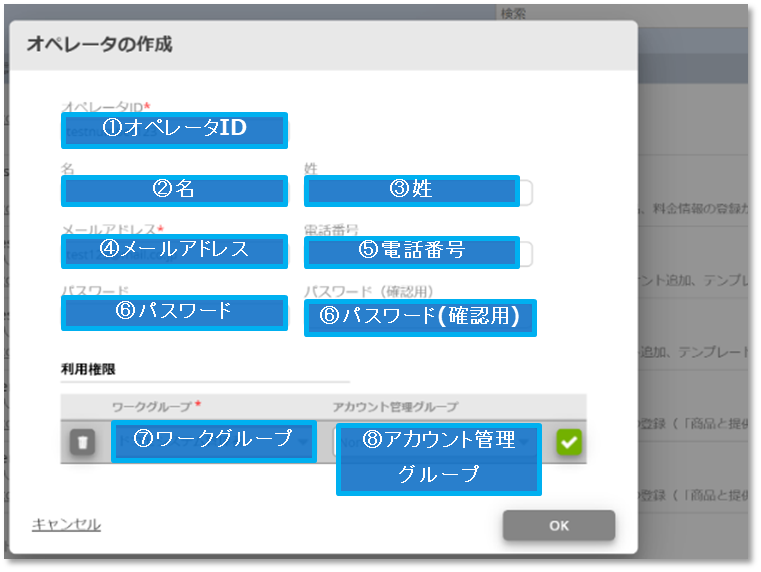 検索
オペレータの作成
オペレータID*
①オペレータID
名
姓
②名
③姓
メールアドレス*
電話番号
④メールアドレス
⑤電話番号
パスワード
パスワード（確認用）
⑥パスワード
⑥パスワード(確認用)
利用権限
ワークグループ*
アカウント管理グループ
⑦ワークグループ
⑧アカウント管理
グループ
キャンセル
OK
、料金情報の登録が
ント追加、テンプレ
追加、テンプレート
の登録（「商品と提供
の登録（「商品と提供